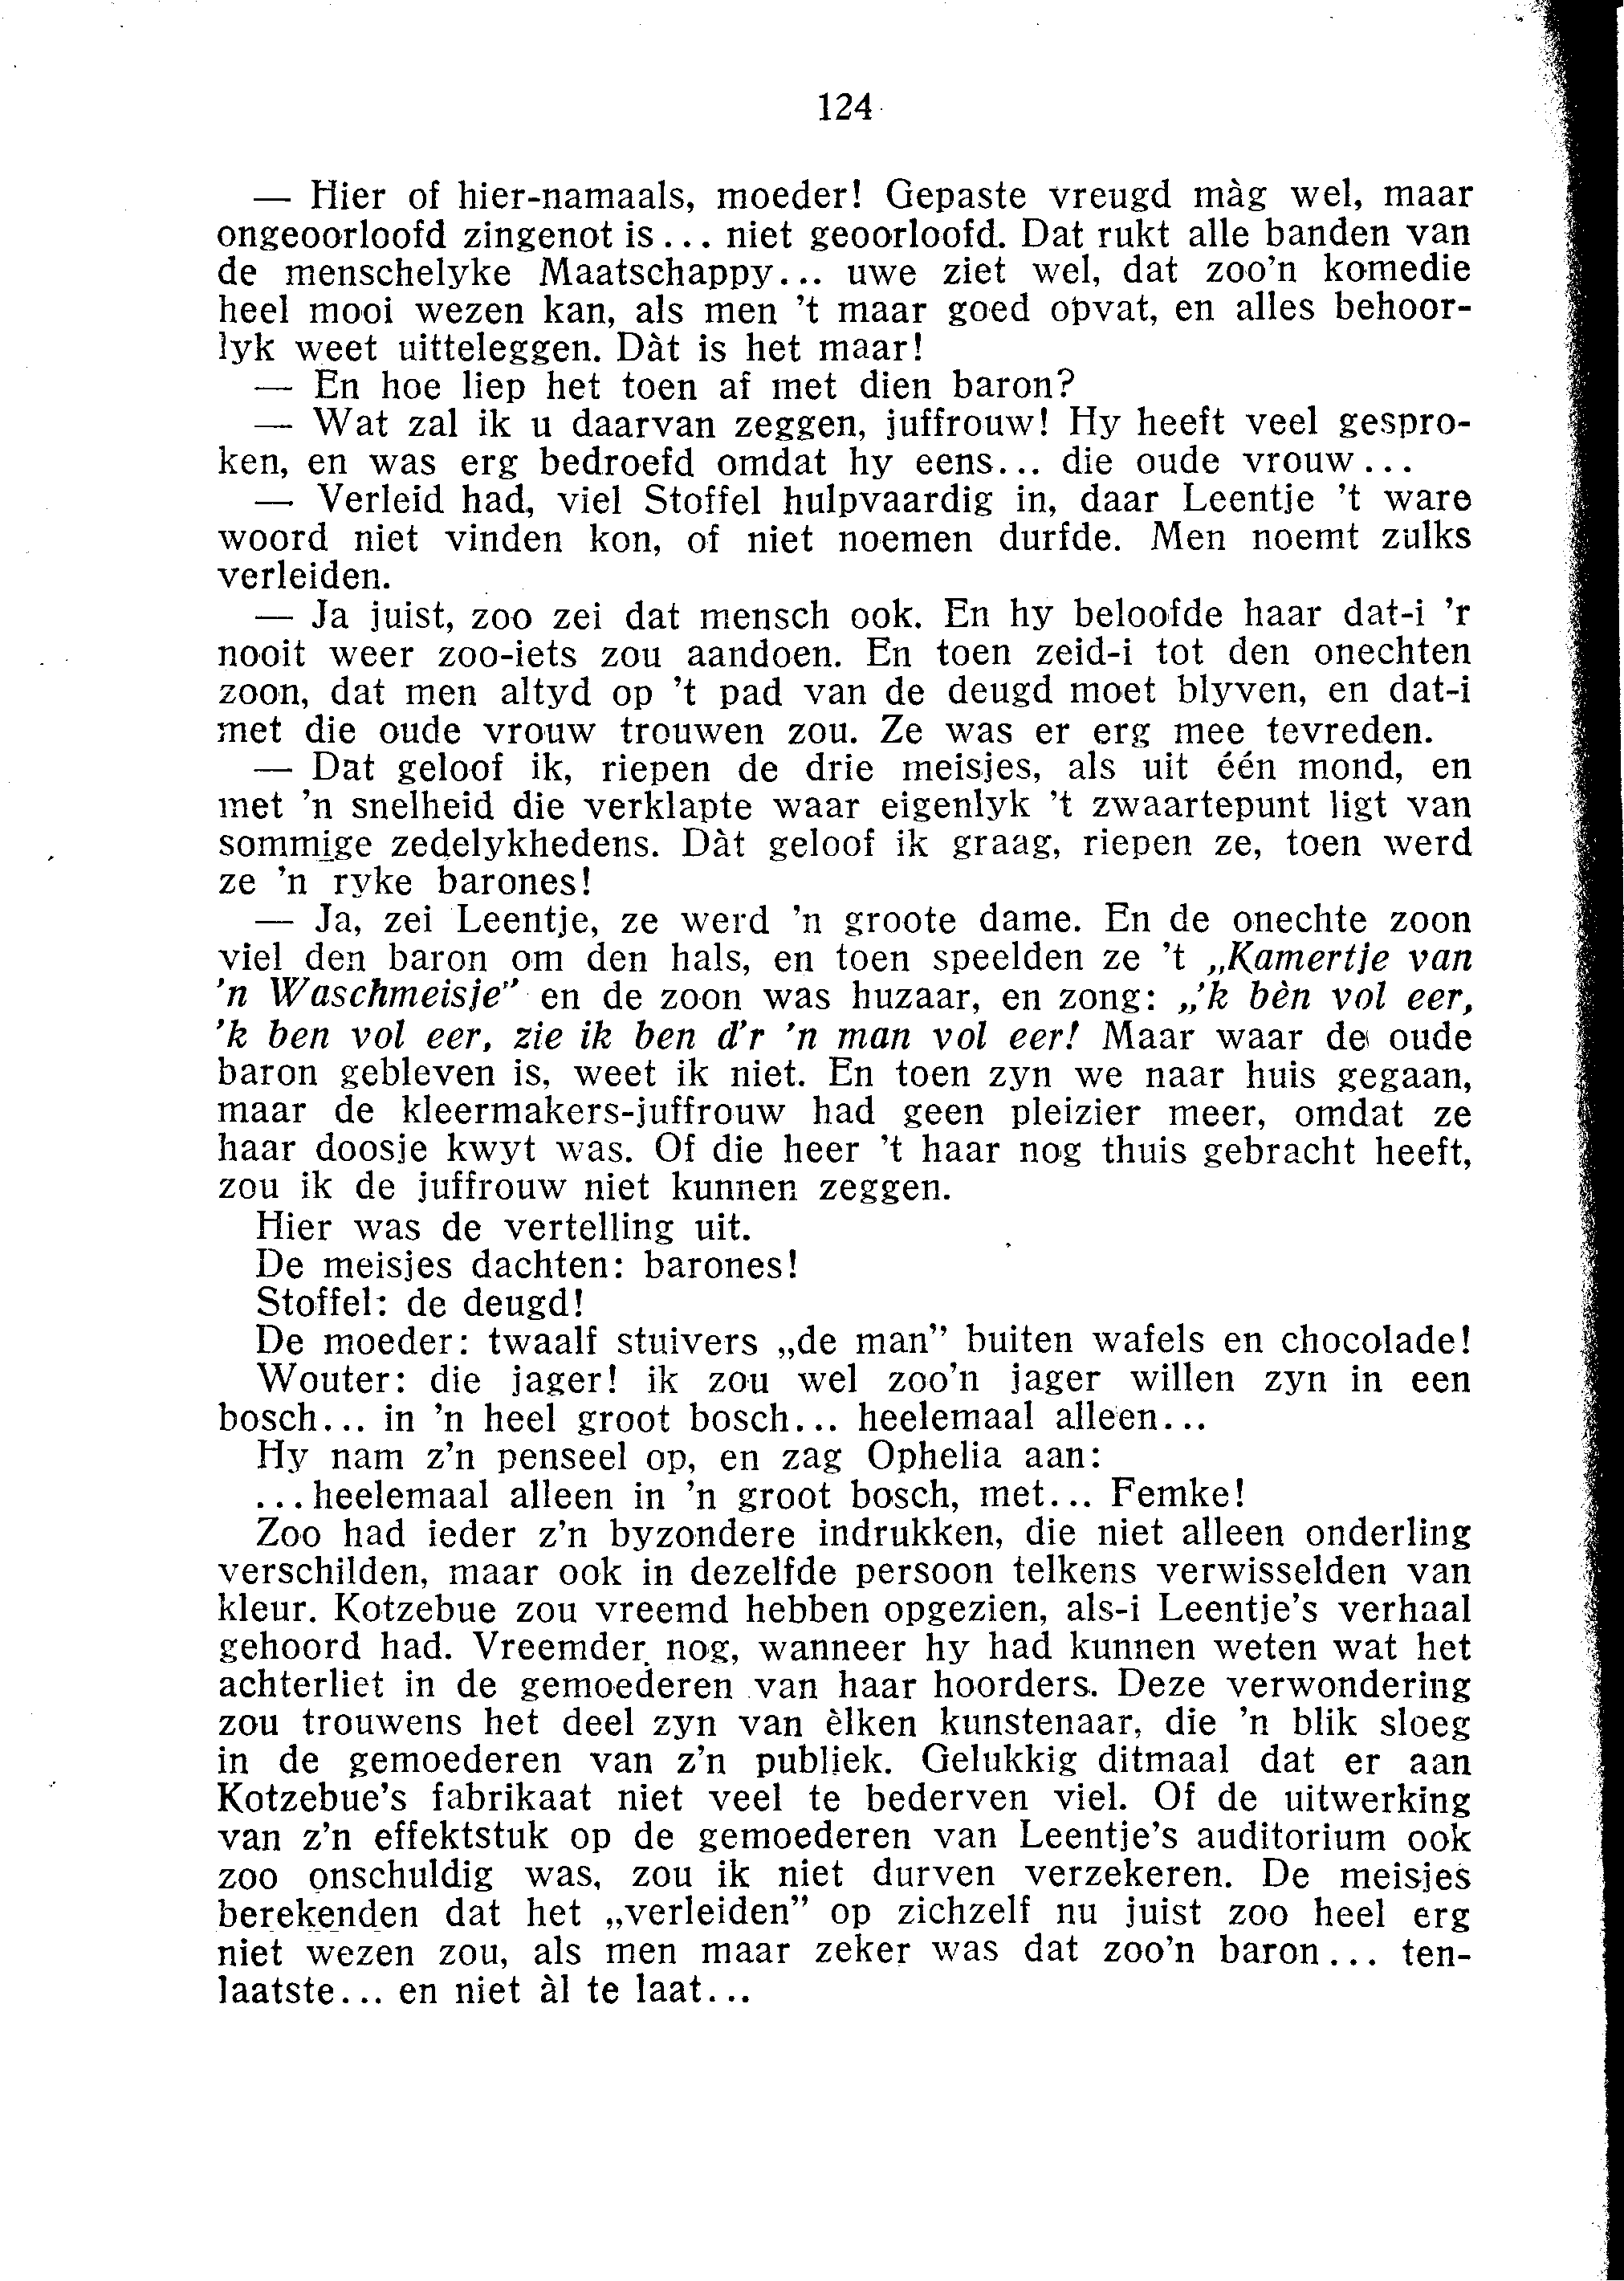 124
— Hier of hier-namaals, moeder! Gepaste vreugd màg wel, maar
ongeoorloofd zingenot is... niet geoorloofd. Dat rukt alle banden van
de menschelyke Maatschappy... uwe ziet wel, dat zoo'n komedie
heel mooi wezen kan, als men 't maar goed opvat, en alles behoor-
lyk weet uitteleggen. Dàt is het maar!
— En hoe liep het toen af met dien baron?
— Wat zal ik u daarvan zeggen, juffrouw! Hy heeft veel gespro-
ken, en was erg bedroefd omdat hy eens... die oude vrouw...
— Verleid had, viel Stoffel hulpvaardig in, daar Leentje 't ware
woord niet vinden kon, of niet noemen durfde. Men noemt zulks
verleiden.
— Ja juist, zoo zei dat mensch ook. En hy beloofde haar dat-i 'r
nooit weer zoo-iets zou aandoen. En toen zeid-i tot den onechten
zoon, dat men altyd op 't pad van de deugd moet blyven, en dat-i
met die oude vrouw trouwen zou. Ze was er erg mee tevreden.
— Dat geloof ik, riepen de drie meisjes, als uit één mond, en
met 'n snelheid die verklapte waar eigenlyk 't zwaartepunt ligt van
sommige zedelykhedens. Dàt geloof ik graag, riepen ze, toen werd
ze 'n ryke barones!
— Ja, zei Leentje, ze werd 'n groote dame. En de onechte zoon
viel den baron om den hals, en toen speelden ze 't „Kamertje van
'n Waschmeisje" en de zoon was huzaar, en zong: „'k bèn vol eer,
'k ben vol eer, zie ik ben d'r 'n man vol eer! Maar waar de oude
baron gebleven is, weet ik niet. En toen zyn we naar huis gegaan,
maar de kleermakers-juffrouw had geen pleizier meer, omdat ze
haar doosje kwyt was. Of die heer 't haar nog thuis gebracht heeft,
zou ik de juffrouw niet kunnen zeggen.
Hier was de vertelling uit.
De meisjes dachten: barones!
Stoffel: de deugd!
De moeder: twaalf stuivers „de man" buiten wafels en chocolade!
Wouter: die jager! ik zou wel zoo'n jager willen zyn in een
bosch... in 'n heel groot bosch... heelemaal alleen...
Hy nam z'n penseel op, en zag Ophelia aan:
...heelemaal alleen in 'n groot bosch, met... Femke!
Zoo had ieder z'n byzondere indrukken, die niet alleen onderling
verschilden, maar ook in dezelfde persoon telkens verwisselden van
kleur. Kotzebue zou vreemd hebben opgezien, als-i Leentje's verhaal
gehoord had. Vreemder nog, wanneer hy had kunnen weten wat het
achterliet in de gemoederen van haar hoorders. Deze verwondering
zou trouwens het deel zyn van èlken kunstenaar, die 'n blik sloeg
in de gemoederen van z'n publiek. Gelukkig ditmaal dat er aan
Kotzebue's fabrikaat niet veel te bederven viel. Of de uitwerking
van z'n effektstuk op de gemoederen van Leentje's auditorium ook
zoo onschuldig was, zou ik niet durven verzekeren. De meisjes
berekenden dat het „verleiden" op zichzelf nu juist zoo heel erg
niet wezen zou, als men maar zeker was dat zoo'n baron... ten-
laatste... en niet àl te laat...